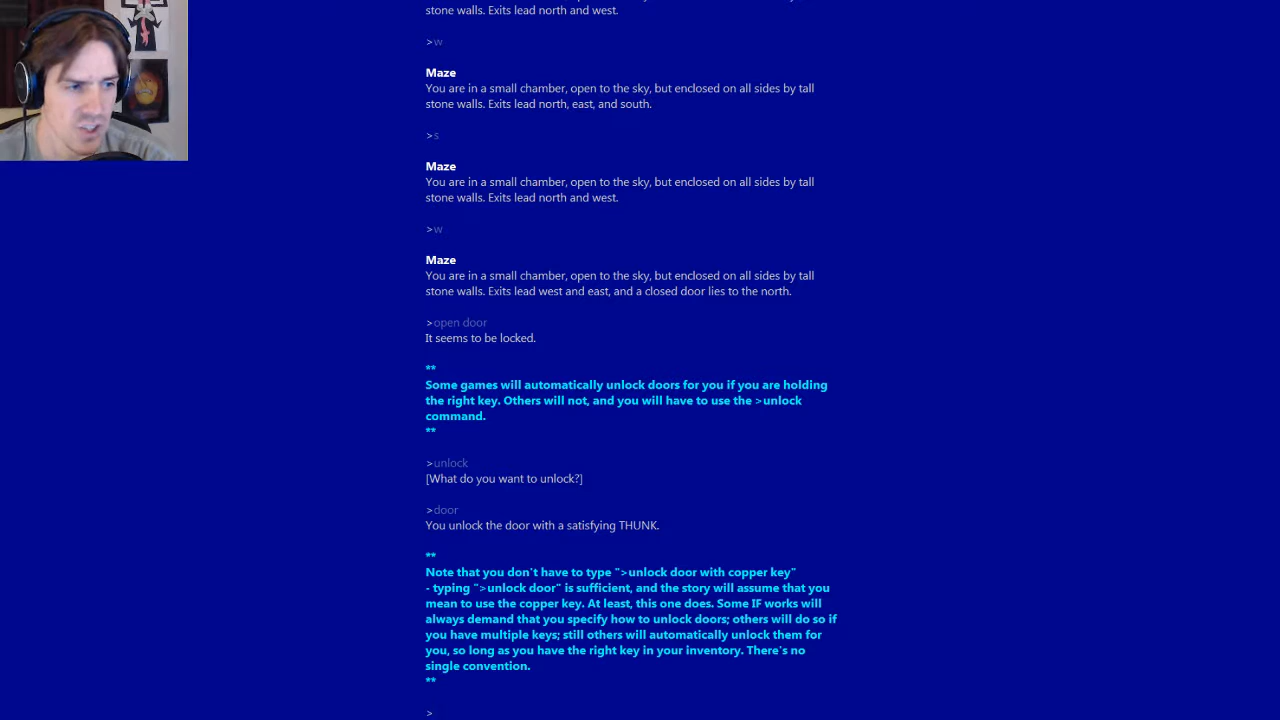 stone walls. Exits lead north and west.
>w
Maze
You are in a small chamber, open to the sky, but enclosed on all sides by tall
stone walls. Exits lead north, east, and south.
>s
Maze
You are in a small chamber, open to the sky, but enclosed on all sides by tall
stone walls. Exits lead north and west.
>w
Maze
You are in a small chamber, open to the sky, but enclosed on all sides by tall
stone walls. Exits lead west and east, and a closed door lies to the north.
>open door
It seems to be locked.
**
Some games will automatically unlock doors for you if you are holding
the right key. Others will not, and you will have to use the >unlock
command.
**
>unlock
[What do you want to unlock?]
>door
You unlock the door with a satisfying THUNK.
**
Note that you don't have to type ">unlock door with copper key"
- typing ">unlock door" is sufficient, and the story will assume that you
mean to use the copper key. At least, this one does. Some IF works will
always demand that you specify how to unlock doors; others will do so if
you have multiple keys; still others will automatically unlock them for
you, so long as you have the right key in your inventory. There's no
single convention.
**
>